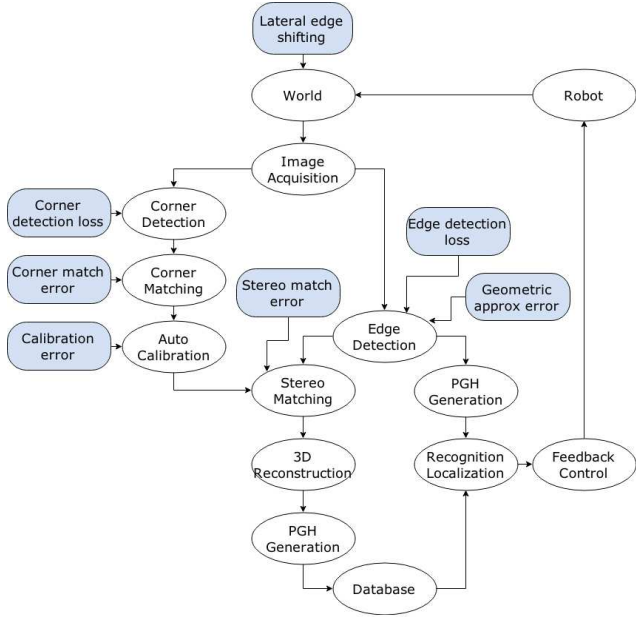 Lateral edge
shifting
World
Robot
Image
Acquisition
Corner
detection loss
Corner
Detection
Edge detection
loss
Corner match
error
Corner
Matching
Stereo match
error
Geometric
approx error
Calibration
error
Auto
Calibration
Edge
Detection
Stereo
Matching
PGH
Generation
3D
Reconstruction
Recognition
Localization
Feedback
Control
PGH
Generation
Database